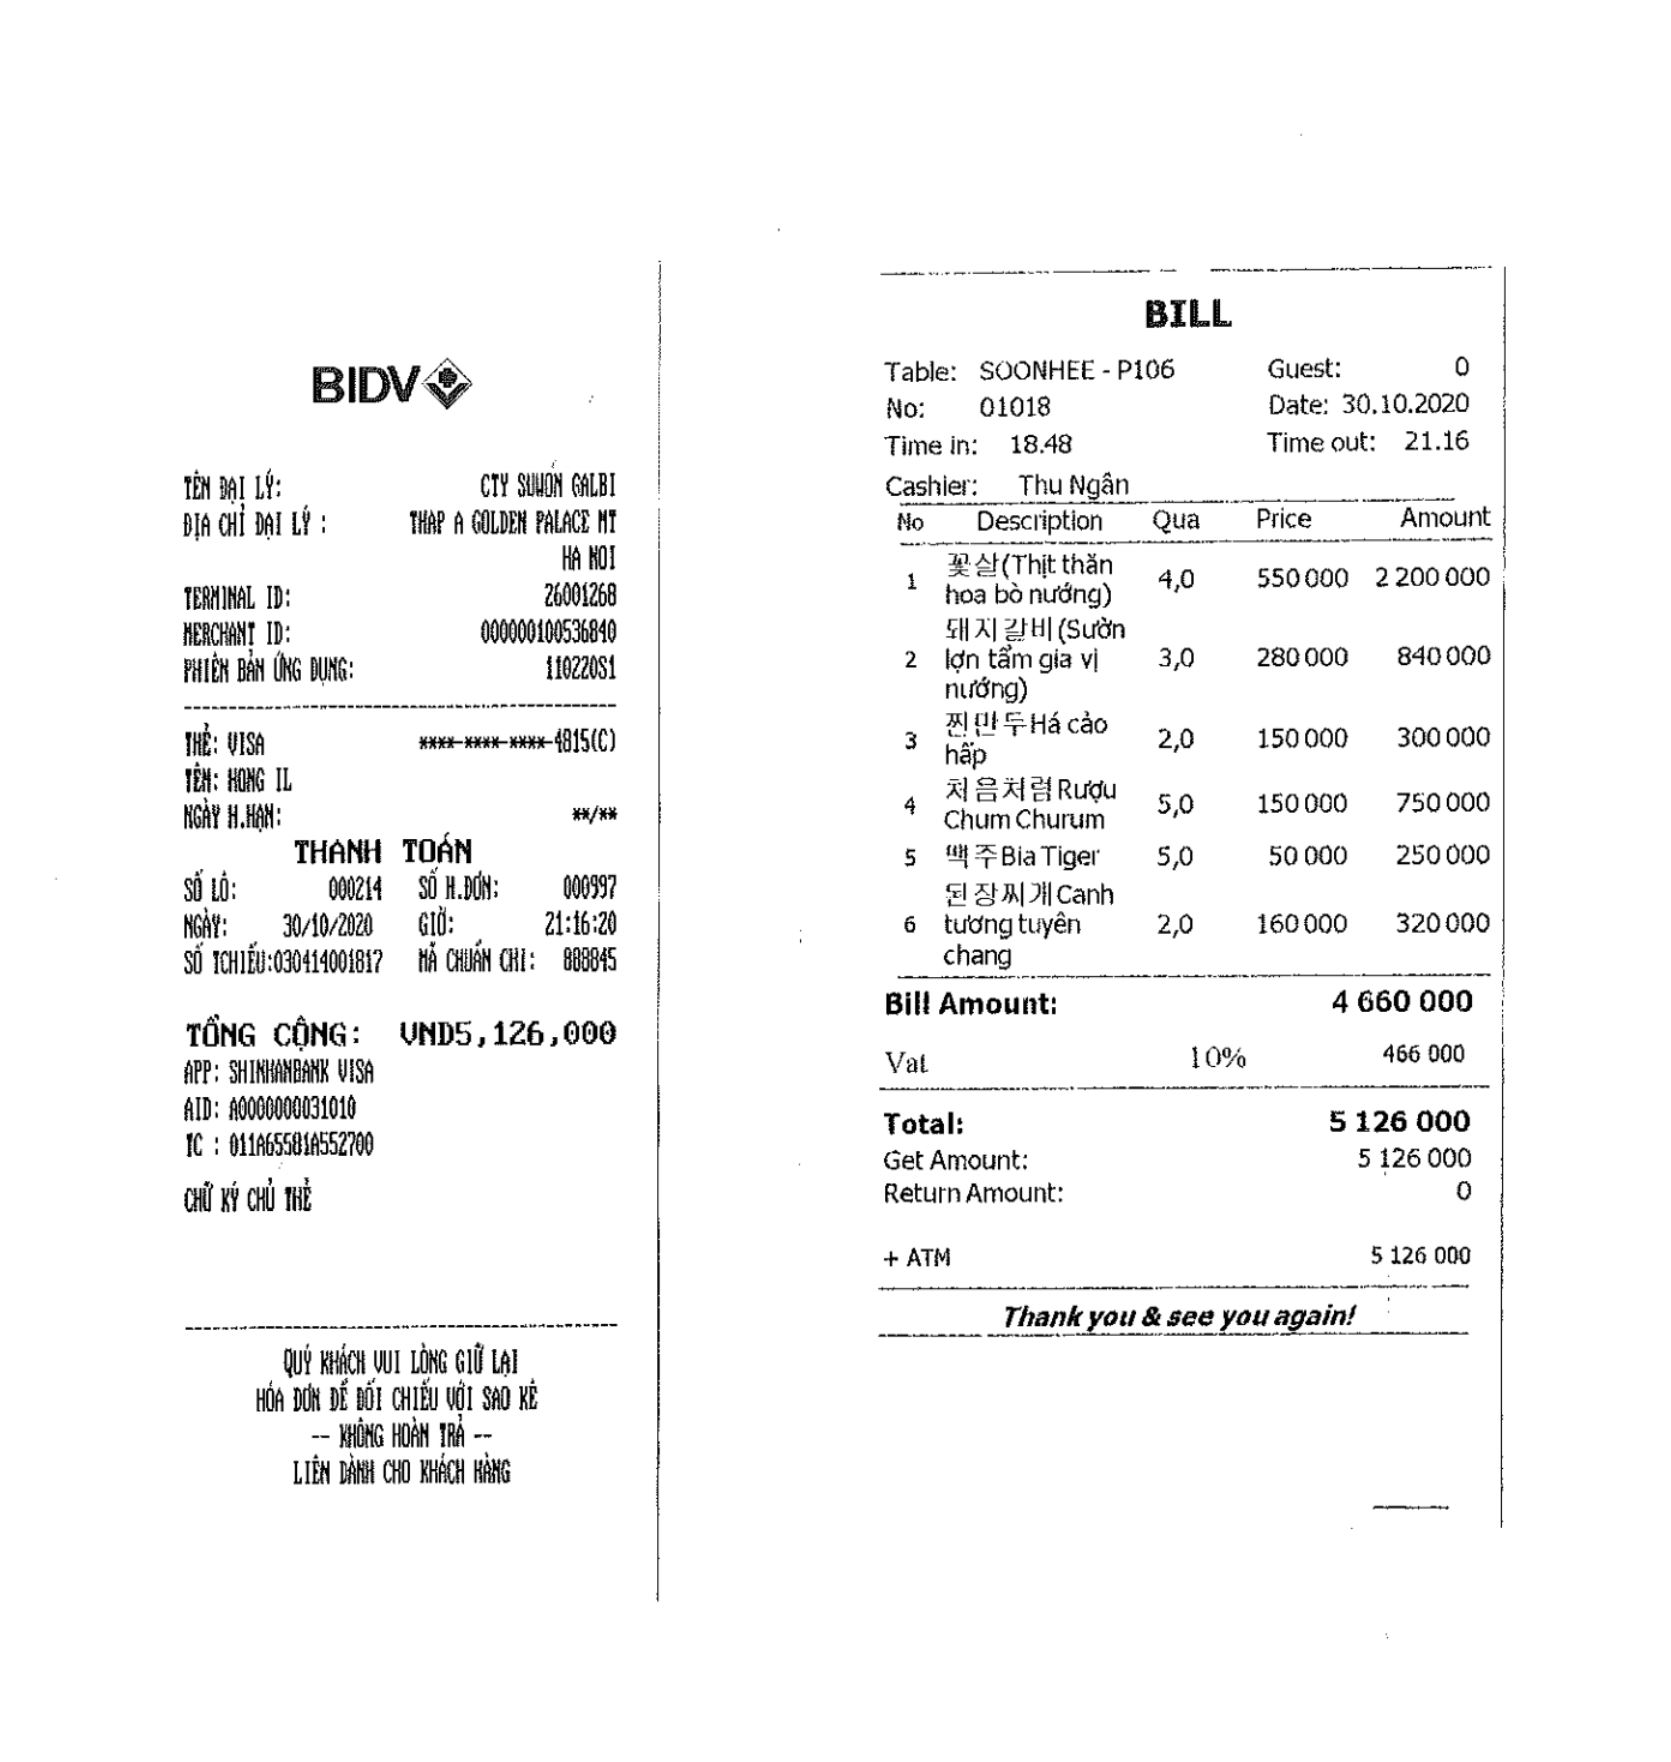 BIDV
TÊN ĐẠI LÝ: CTY SUWON GALBI
ĐỊA CHỈ ĐẠI LÝ : THAP A GOLDEN PALACE MT
HA NOI
TERMINAL ID: 26001268
MERCHANT ID: 000000100536840
PHIÊN BẢN ỨNG DỤNG: 110220S1
THẺ: VISA ****-****-****-4815(C)
TÊN: HONG IL
NGÀY H.HẠN: **/**
THANH TOÁN
SỐ LÔ: 000214 SỐ H.ĐƠN: 000997
NGÀY: 30/10/2020 GIỜ: 21:16:20
SỐ TCHIẾU:030414001817 MÃ CHUẨN CHI:
TỔNG CỘNG: VND5,126,000
APP: SHINHANBANK VISA
AID: A0000000031010
TC :
CHỮ KÝ CHỦ THẺ
QUÝ KHÁCH VUI LÒNG GIỮ LẠI
HÓA ĐƠN ĐỂ ĐỐI CHIẾU VỚI SAO KÊ
-- KHÔNG HOÀN TRẢ --
LIÊN DÀNH CHO KHÁCH HÀNG
BILL
Table: SOONHEE - P106 Guest: 0
No: 01018 Date: 30.10.2020
Time in: 18.48 Time out: 21.16
Cashier: Thu Ngân
No Description Qua Price Amount
꽃살(Thịt thăn
1 4,0 550 000 2 200 000
hoa bò nướng)
돼지갈비(Sườn
2 lợn tẩm gia vị 3,0 280 000 840 000
nướng)
찐만두Há cảo
3 2,0 150 000 300 000
hấp
처음처럼Rượu
4 5,0 150 000 750 000
Chum Churum
5 맥주Bia Tiger 5,0 50 000 250 000
된장찌개Canh
6 tương tuyên 2,0 160 000 320 000
chang
Bill Amount: 4 660 000
Vat 10% 466 000
Total: 5 126 000
Get Amount: 5 126 000
Return Amount: 0
+ ATM 5 126 000
Thank you & see you again!